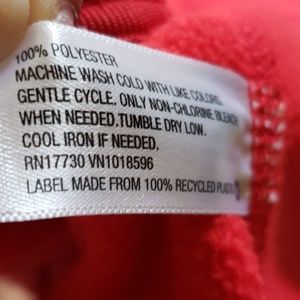 100% POLYESTER
MACHINE WASH COLD WITH LIKE COLORS.
GENTLE CYCLE. ONLY NON-CHLORINE BLEACH
WHEN NEEDED.TUMBLE DRY LOW.
COOL IRON IF NEEDED.
RN17730 VN1018596
LABEL MADE FROM 100% RECYCLED